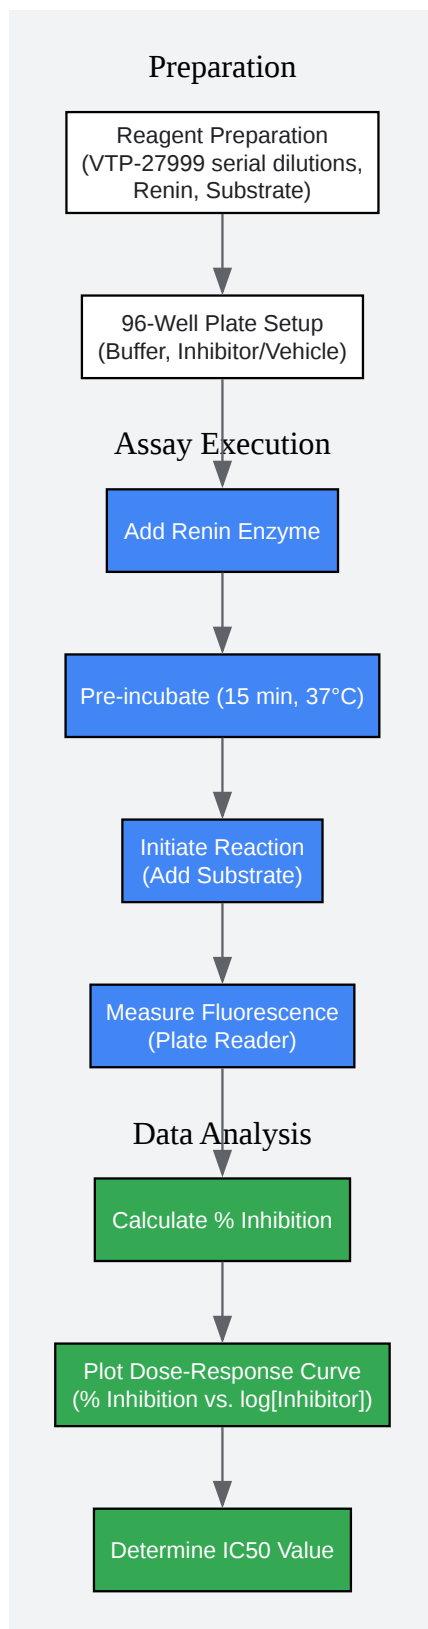 Preparation
Reagent Preparation
(VTP-27999 serial dilutions,
Renin, Substrate)
96-Well Plate Setup
(Buffer, Inhibitor/Vehicle)
Assay Execution
Add Renin Enzyme
Pre-incubate (15 min, 37°C)
Initiate Reaction
(Add Substrate)
Measure Fluorescence
(Plate Reader)
Data Analysis
Calculate % Inhibition
Plot Dose-Response Curve
(% Inhibition vs. log[Inhibitor])
Determine IC50 Value